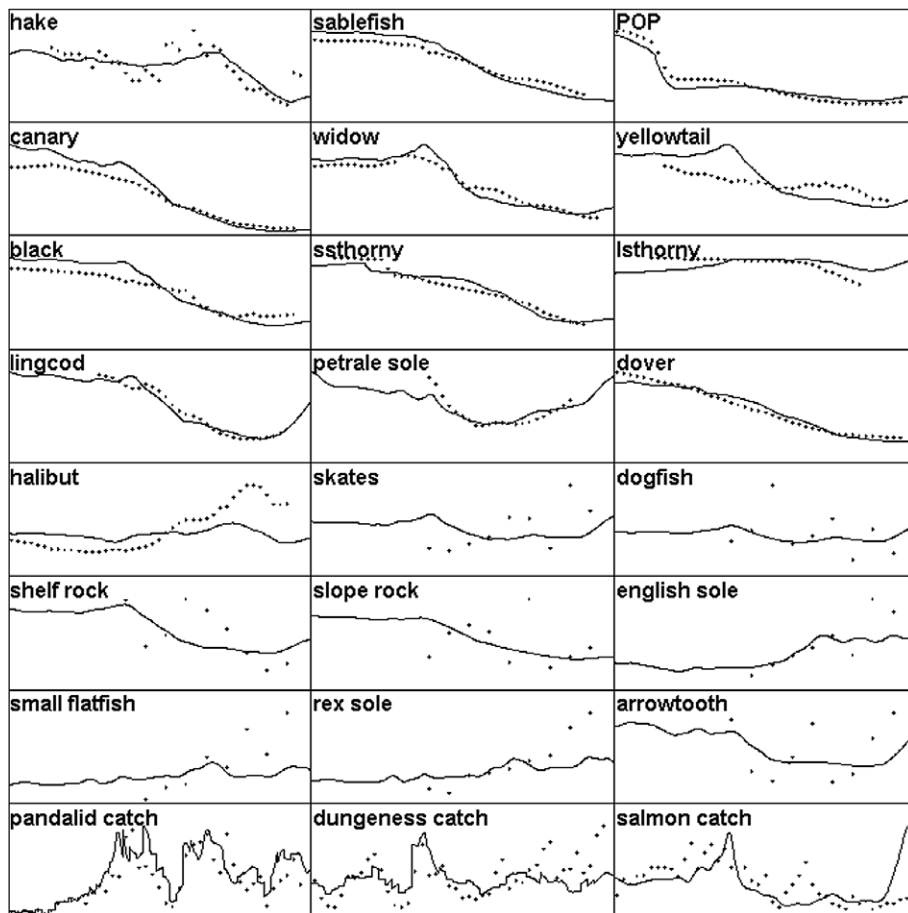 hake
sablefish
POP
canary
widow
yellowtail
black
ssthorny
lsthorny
lingcod
petrale sole
dover
halibut
skates
dogfish
shelf rock
slope rock
english sole
small flatfish
rex sole
arrowtooth
pandalid catch
dungeness catch
salmon catch